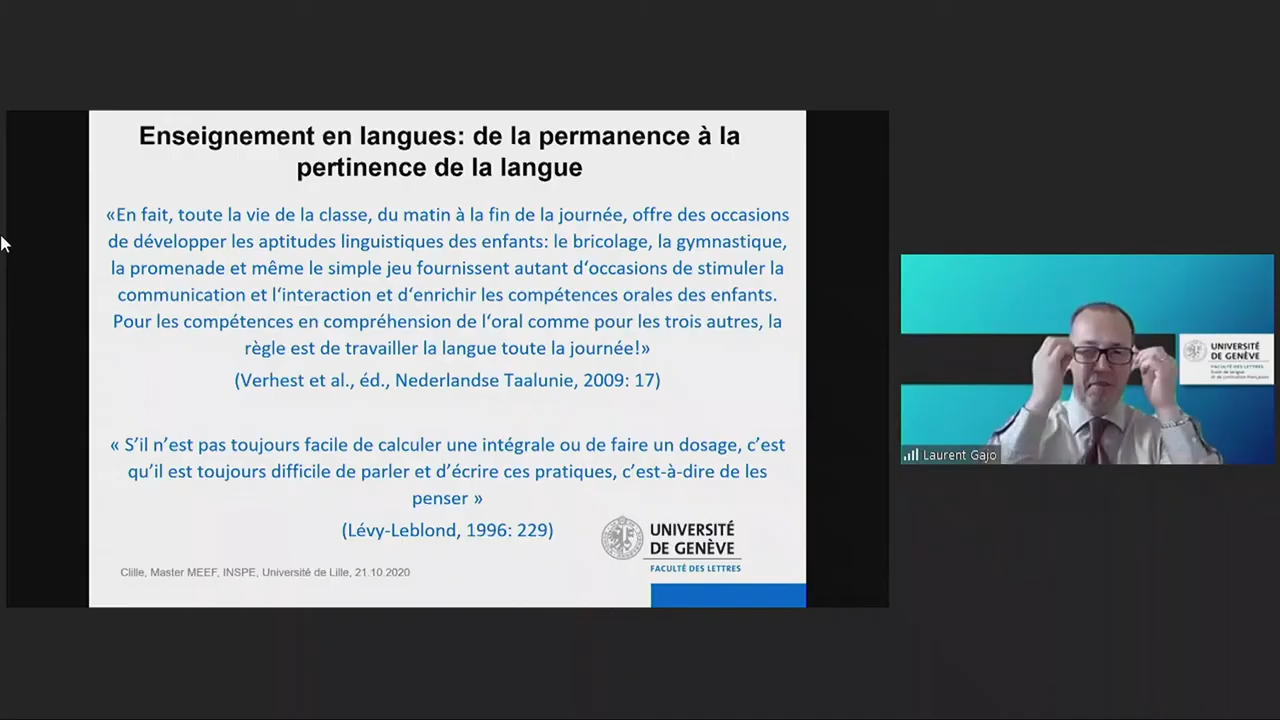 Enseignement en langues: de la permanence à la
pertinence de la langue
«En fait, toute la vie de la classe, du matin à la fin de la journée, offre des occasions
de développer les aptitudes linguistiques des enfants: le bricolage, la gymnastique,
la promenade et même le simple jeu fournissent autant d‘occasions de stimuler la
communication et l‘interaction et d‘enrichir les compétences orales des enfants.
Pour les compétences en compréhension de l‘oral comme pour les trois autres, la
règle est de travailler la langue toute la journée!»
(Verhest et al., éd., Nederlandse Taalunie, 2009: 17)
« S’il n’est pas toujours facile de calculer une intégrale ou de faire un dosage, c’est
qu’il est toujours difficile de parler et d’écrire ces pratiques, c’est-à-dire de les
penser »
(Lévy-Leblond, 1996: 229)
UNIVERSITÉ
DE GENÈVE
FACULTÉ DES LETTRES
Clille, Master MEEF, INSPE, Université de Lille, 21.10.2020
UNIVERSITÉ
DE GENÈVE
FACULTÉ DES LETTRES
Laurent Gajo